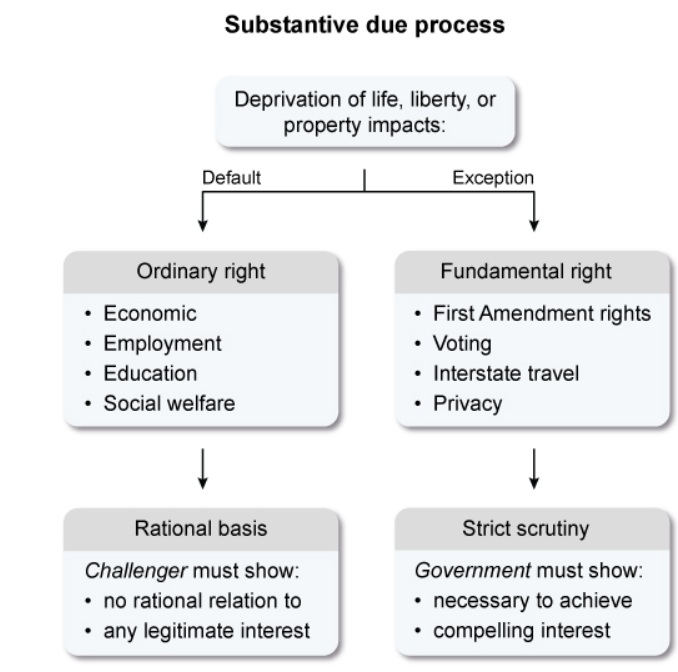 Substantive due process
Deprivation of life, liberty, or
property impacts:
Default
Exception
Ordinary right
• Economic
• Employment
• Education
• Social welfare
Fundamental right
• First Amendment rights
• Voting
• Interstate travel
• Privacy
Rational basis
Challenger must show:
• no rational relation to
• any legitimate interest
Strict scrutiny
Government must show:
• necessary to achieve
• compelling interest